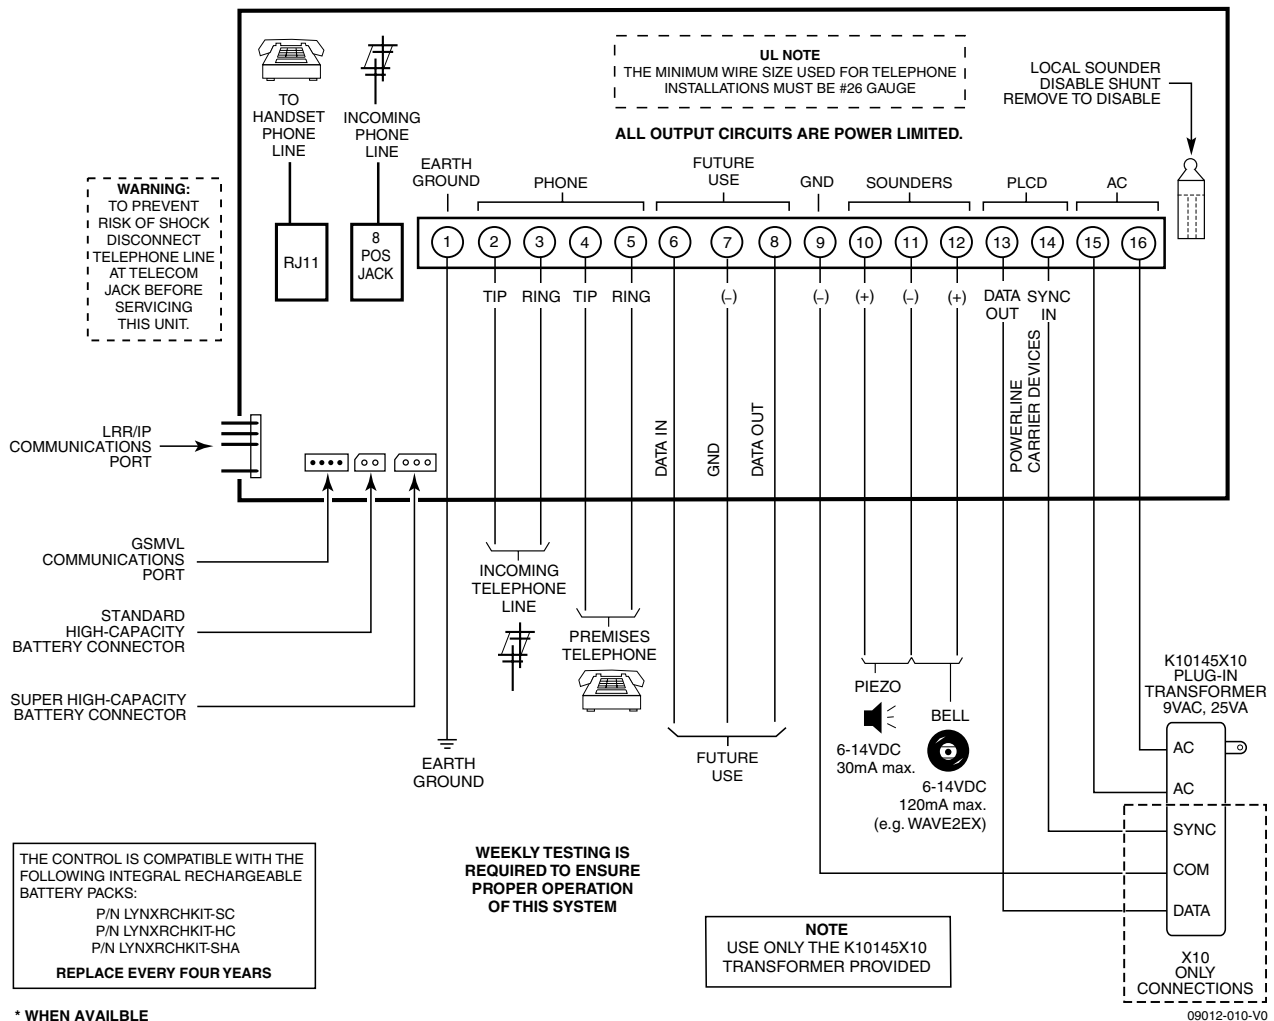 UL NOTE
THE MINIMUM WIRE SIZE USED FOR TELEPHONE
INSTALLATIONS MUST BE #26 GAUGE
LOCAL SOUNDER
DISABLE SHUNT
REMOVE TO DISABLE
TO
HANDSET
PHONE
LINE
INCOMING
PHONE
LINE
ALL OUTPUT CIRCUITS ARE POWER LIMITED.
EARTH
GROUND
PHONE
FUTURE
USE
GND
SOUNDERS
PLCD
AC
WARNING:
TO PREVENT
RISK OF SHOCK
DISCONNECT
TELEPHONE LINE
AT TELECOM
JACK BEFORE
SERVICING
THIS UNIT.
RJ11
8
POS
JACK
1 2 3 4 5 6 7 8 9 10 11 12 13 14 15 16
TIP RING TIP RING (–) (–) (+) (–) (+)
DATA
OUT
SYNC
IN
DATA IN
GND
DATA OUT
POWERLINE
CARRIER DEVICES
LRR/IP
COMMUNICATIONS
PORT
GSMVL
COMMUNICATIONS
PORT
STANDARD
HIGH-CAPACITY
BATTERY CONNECTOR
SUPER HIGH-CAPACITY
BATTERY CONNECTOR
INCOMING
TELEPHONE
LINE
PREMISES
TELEPHONE
EARTH
GROUND
FUTURE
USE
PIEZO
6-14VDC
30mA max.
BELL
6-14VDC
120mA max.
(e.g. WAVE2EX)
K10145X10
PLUG-IN
TRANSFORMER
9VAC, 25VA
AC
AC
SYNC
COM
DATA
X10
ONLY
CONNECTIONS
THE CONTROL IS COMPATIBLE WITH THE
FOLLOWING INTEGRAL RECHARGEABLE
BATTERY PACKS:
P/N LYNXRCHKIT-SC
P/N LYNXRCHKIT-HC
P/N LYNXRCHKIT-SHA
REPLACE EVERY FOUR YEARS
WEEKLY TESTING IS
REQUIRED TO ENSURE
PROPER OPERATION
OF THIS SYSTEM
NOTE
USE ONLY THE K10145X10
TRANSFORMER PROVIDED
* WHEN AVAILBLE
09012-010-V0